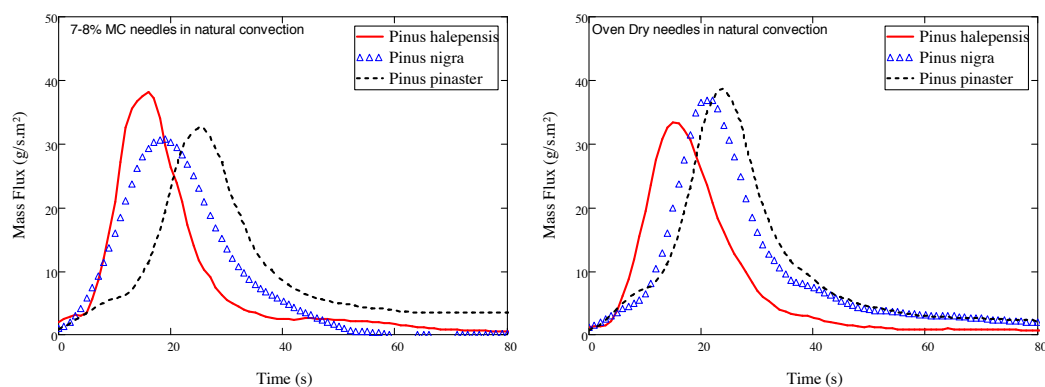 7-8% MC needles in natural convection
Pinus halepensis
Pinus nigra
Pinus pinaster
50
40
30
20
10
0
0 20 40 60 80
Mass Flux (g/s.m²)
Time (s)
Oven Dry needles in natural convection
Pinus halepensis
Pinus nigra
Pinus pinaster
50
40
30
20
10
0
0 20 40 60 80
Mass Flux (g/s.m²)
Time (s)